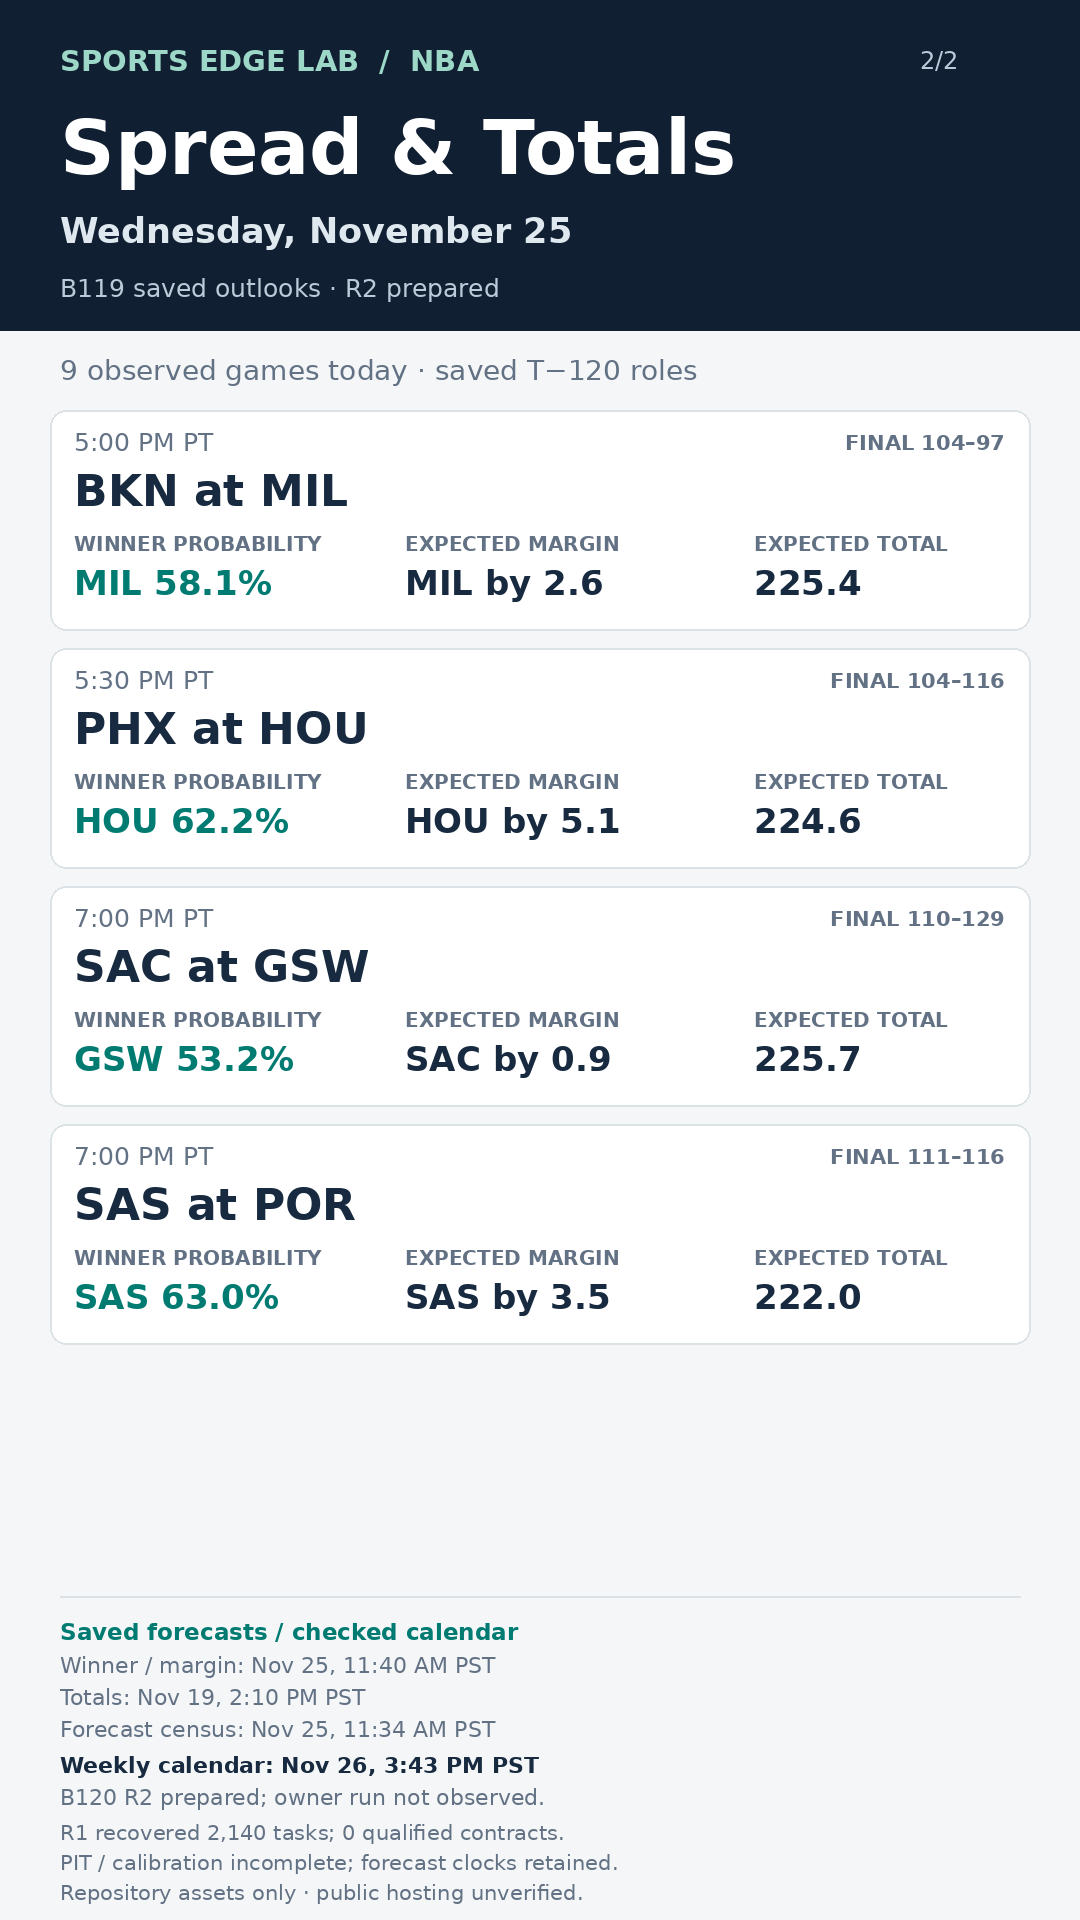 SPORTS EDGE LAB / NBA
2/2
Spread & Totals
Wednesday, November 25
B119 saved outlooks · R2 prepared
9 observed games today · saved T−120 roles
5:00 PM PT
FINAL 104–97
BKN at MIL
WINNER PROBABILITY
EXPECTED MARGIN
EXPECTED TOTAL
MIL 58.1%
MIL by 2.6
225.4
5:30 PM PT
FINAL 104–116
PHX at HOU
WINNER PROBABILITY
EXPECTED MARGIN
EXPECTED TOTAL
HOU 62.2%
HOU by 5.1
224.6
7:00 PM PT
FINAL 110–129
SAC at GSW
WINNER PROBABILITY
EXPECTED MARGIN
EXPECTED TOTAL
GSW 53.2%
SAC by 0.9
225.7
7:00 PM PT
FINAL 111–116
SAS at POR
WINNER PROBABILITY
EXPECTED MARGIN
EXPECTED TOTAL
SAS 63.0%
SAS by 3.5
222.0
Saved forecasts / checked calendar
Winner / margin: Nov 25, 11:40 AM PST
Totals: Nov 19, 2:10 PM PST
Forecast census: Nov 25, 11:34 AM PST
Weekly calendar: Nov 26, 3:43 PM PST
B120 R2 prepared; owner run not observed.
R1 recovered 2,140 tasks; 0 qualified contracts.
PIT / calibration incomplete; forecast clocks retained.
Repository assets only · public hosting unverified.